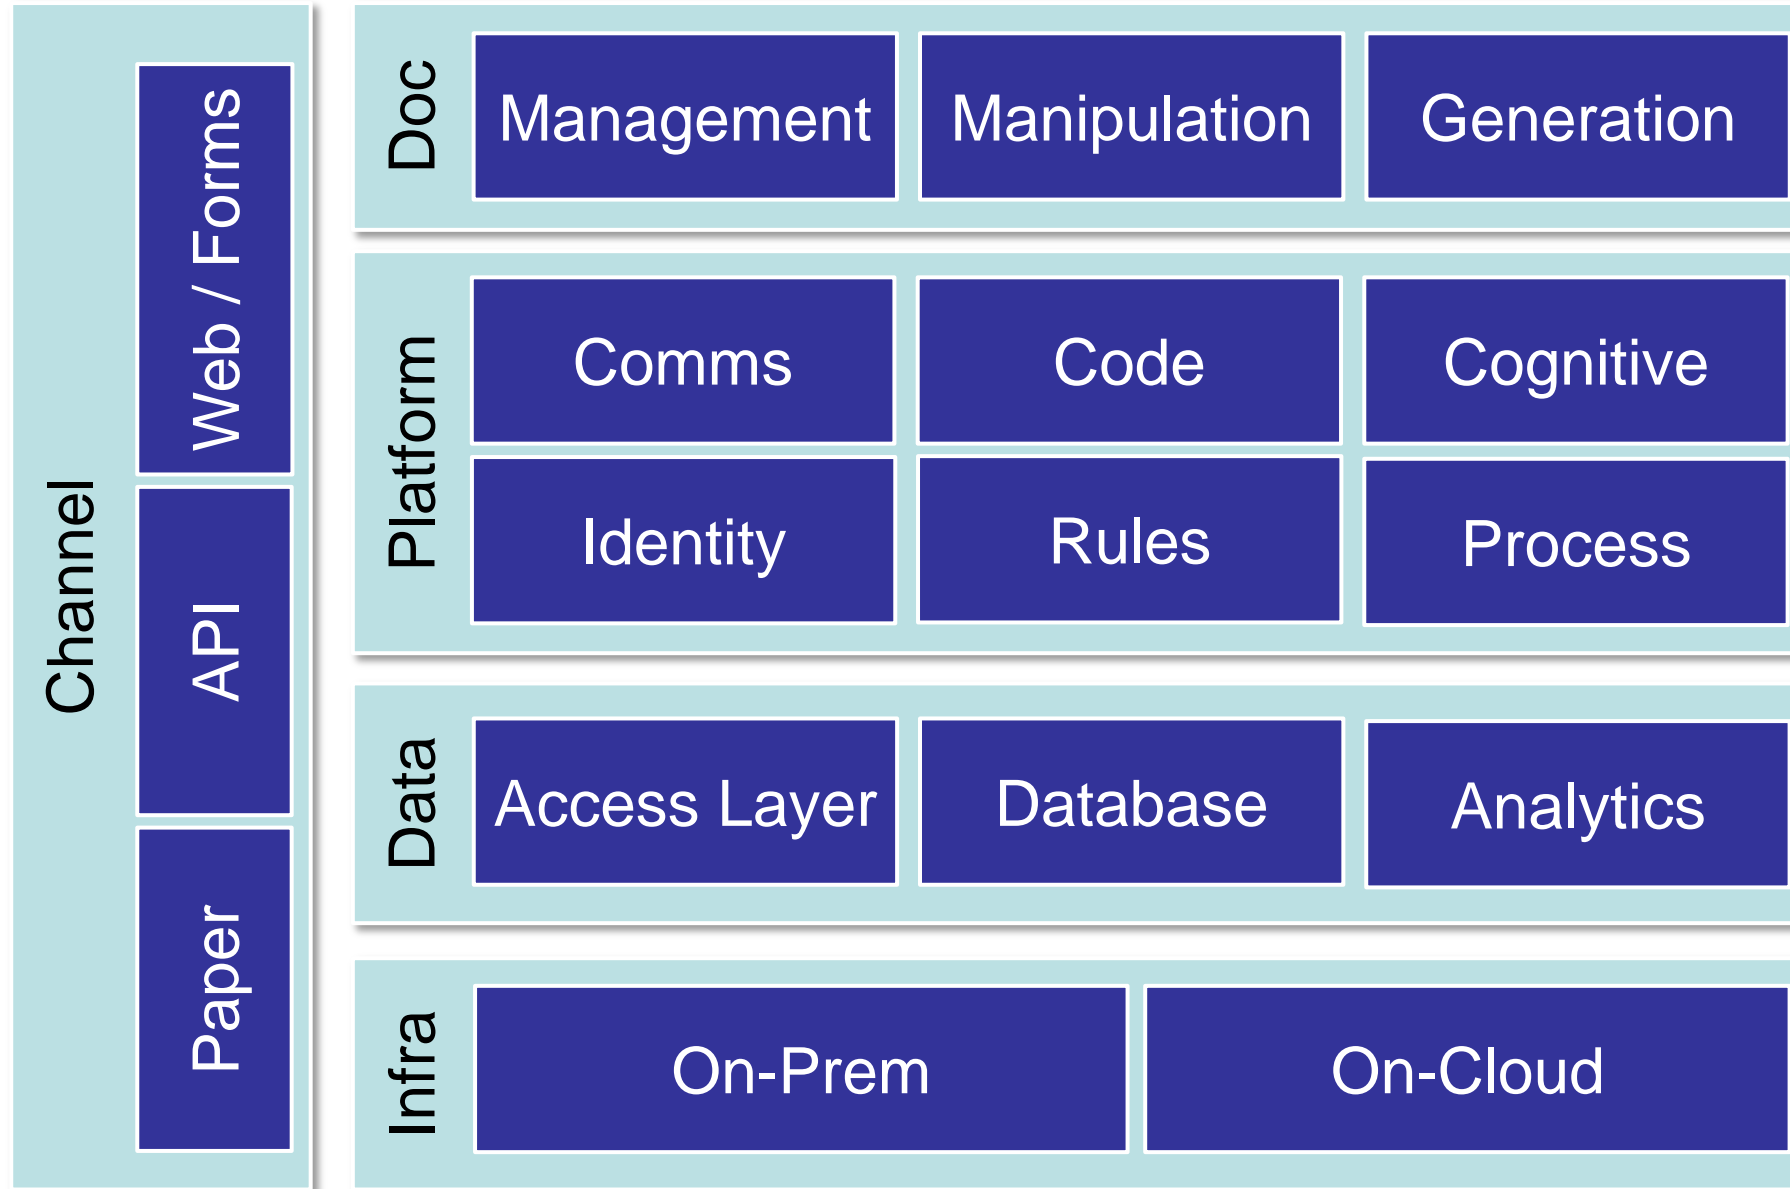 Channel
Web / Forms
API
Paper
Doc
Management
Manipulation
Generation
Platform
Comms
Code
Cognitive
Identity
Rules
Process
Data
Access Layer
Database
Analytics
Infra
On-Prem
On-Cloud